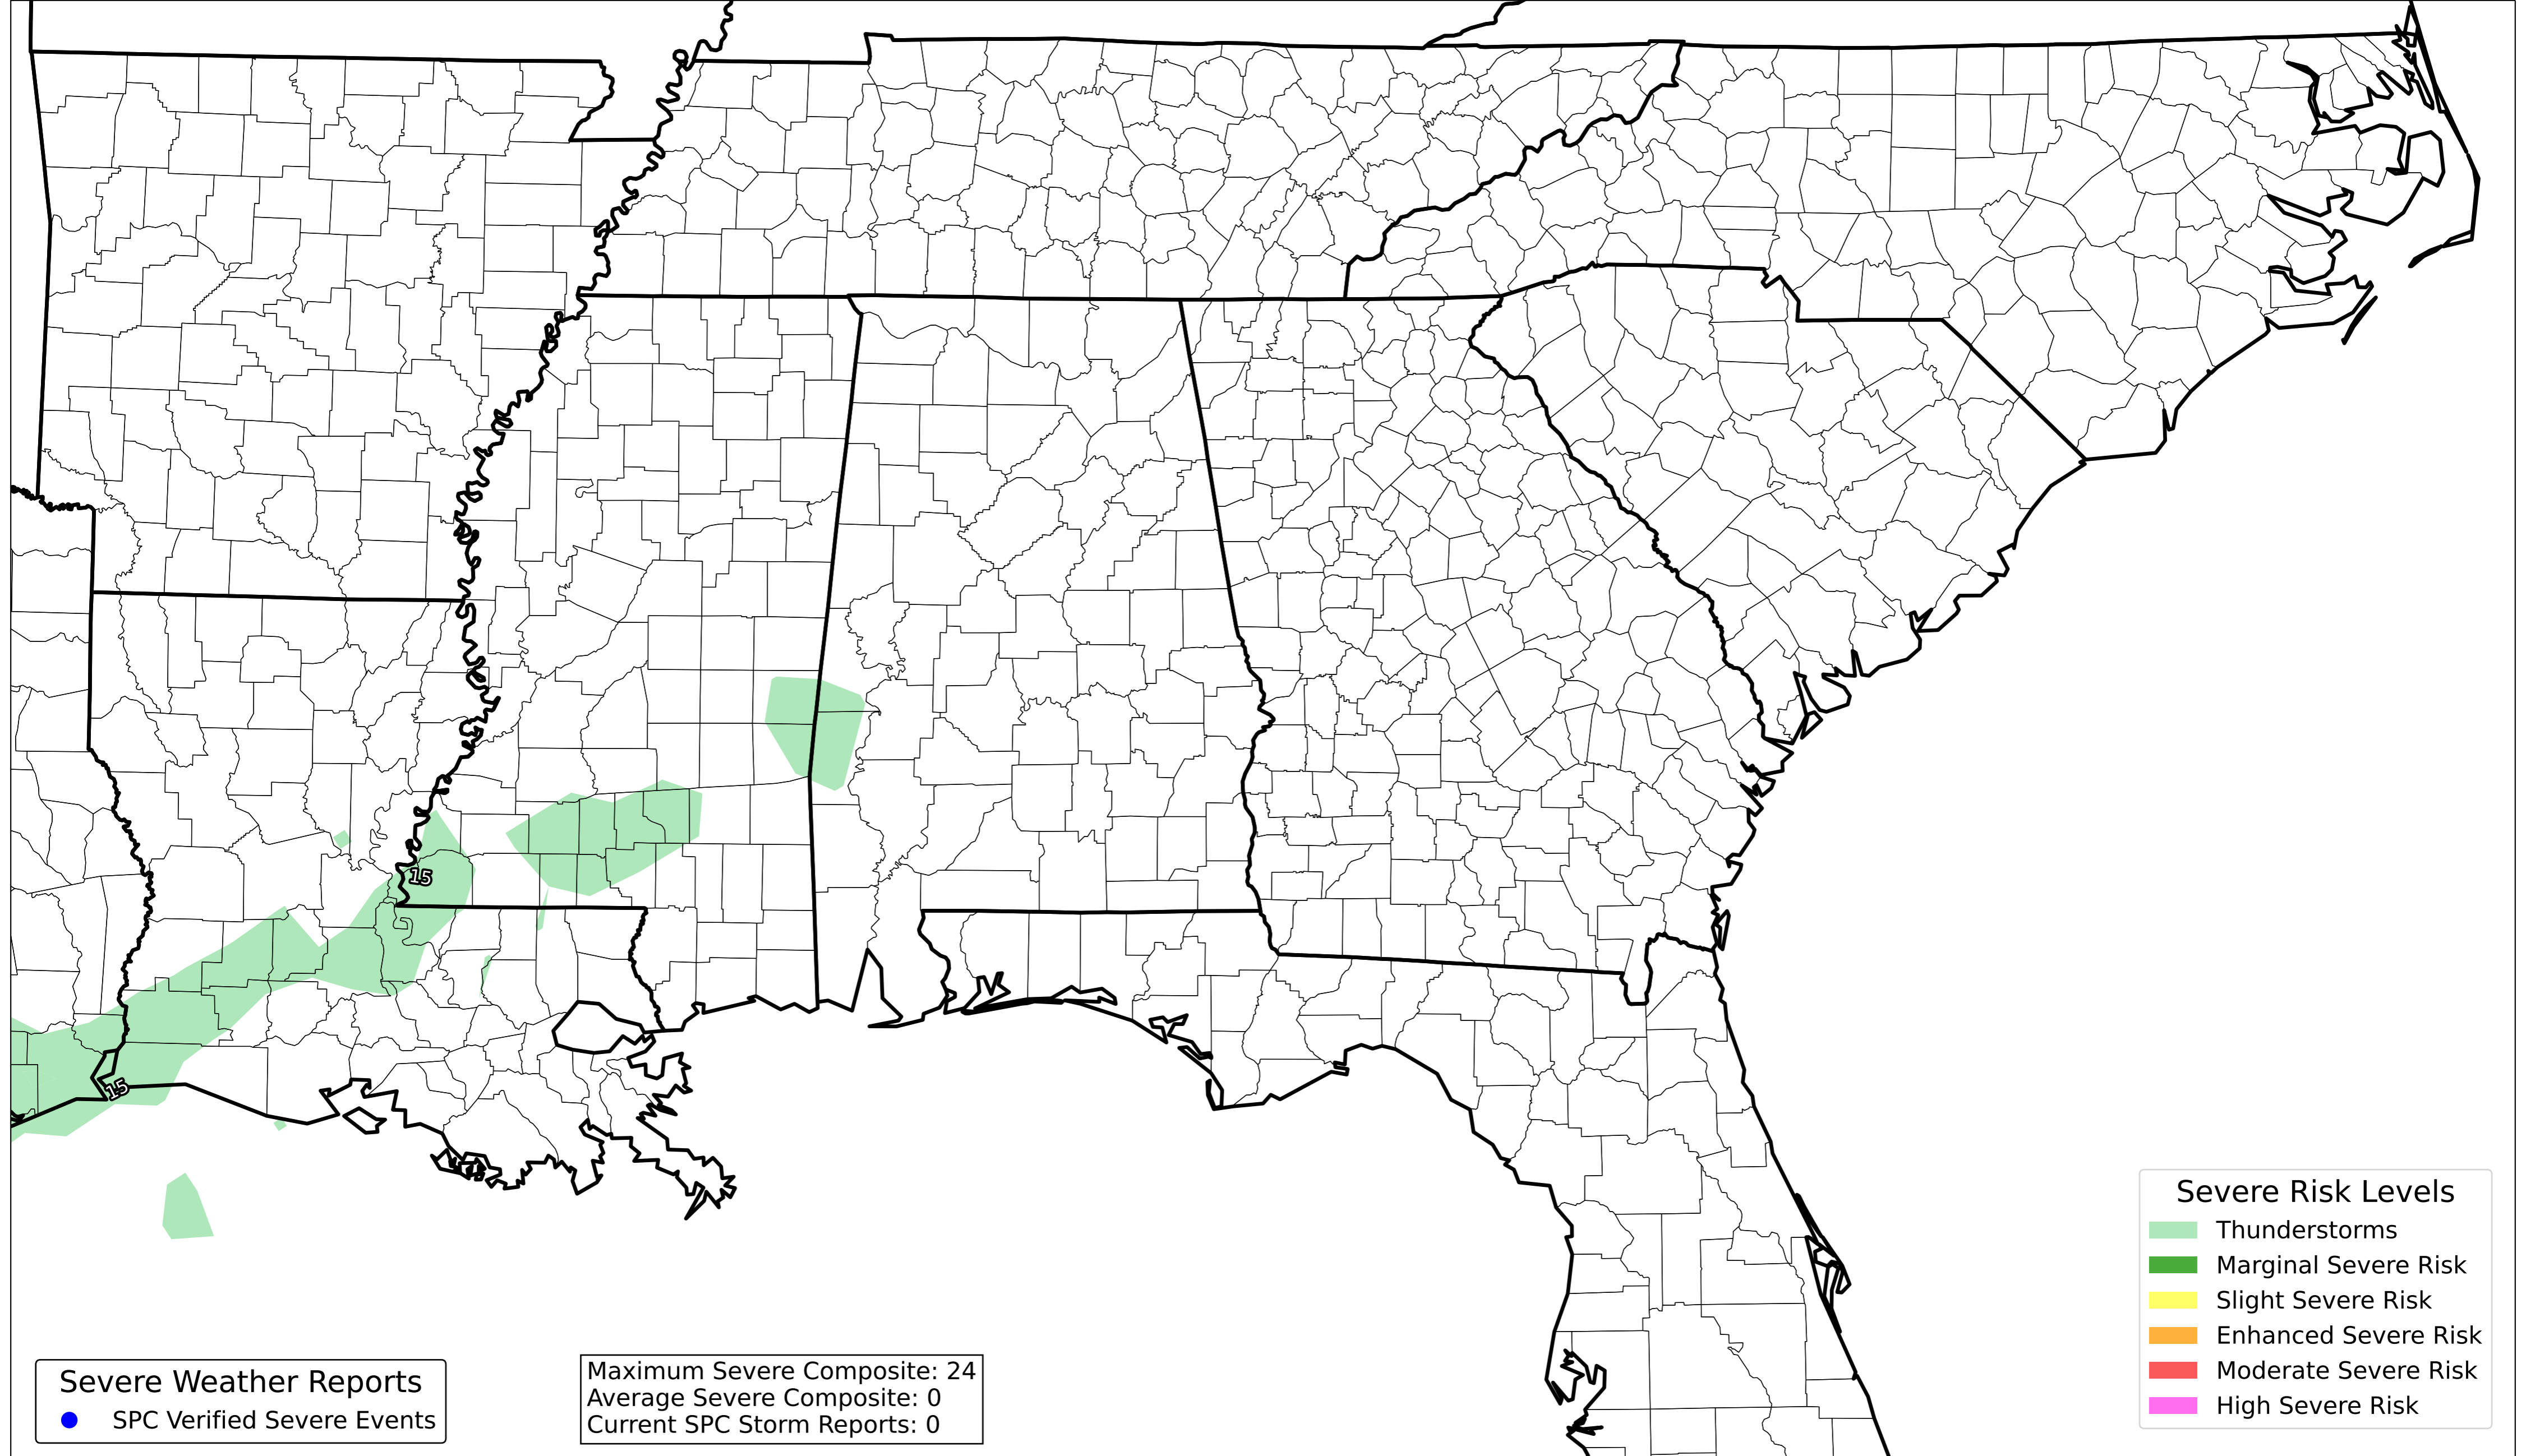 15
15
Severe Risk Levels
Thunderstorms
Marginal Severe Risk
Slight Severe Risk
Enhanced Severe Risk
Moderate Severe Risk
High Severe Risk
Severe Weather Reports
SPC Verified Severe Events
Maximum Severe Composite: 24
Average Severe Composite: 0
Current SPC Storm Reports: 0